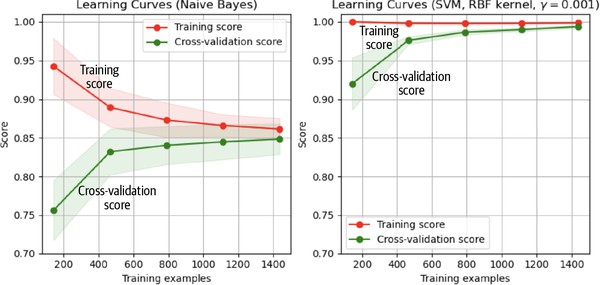 Learning Curves (Naive Bayes)
1.00
0.95
0.90
0.85
0.80
0.75
0.70
Score
Training score
Cross-validation score
Training
score
Cross-validation
score
200 400 600 800 1000 1200 1400
Training examples
Learning Curves (SVM, RBF kernel, γ = 0.001)
1.00
0.95
0.90
0.85
0.80
0.75
0.70
Score
Training
score
Cross-validation
score
Training score
Cross-validation score
200 400 600 800 1000 1200 1400
Training examples